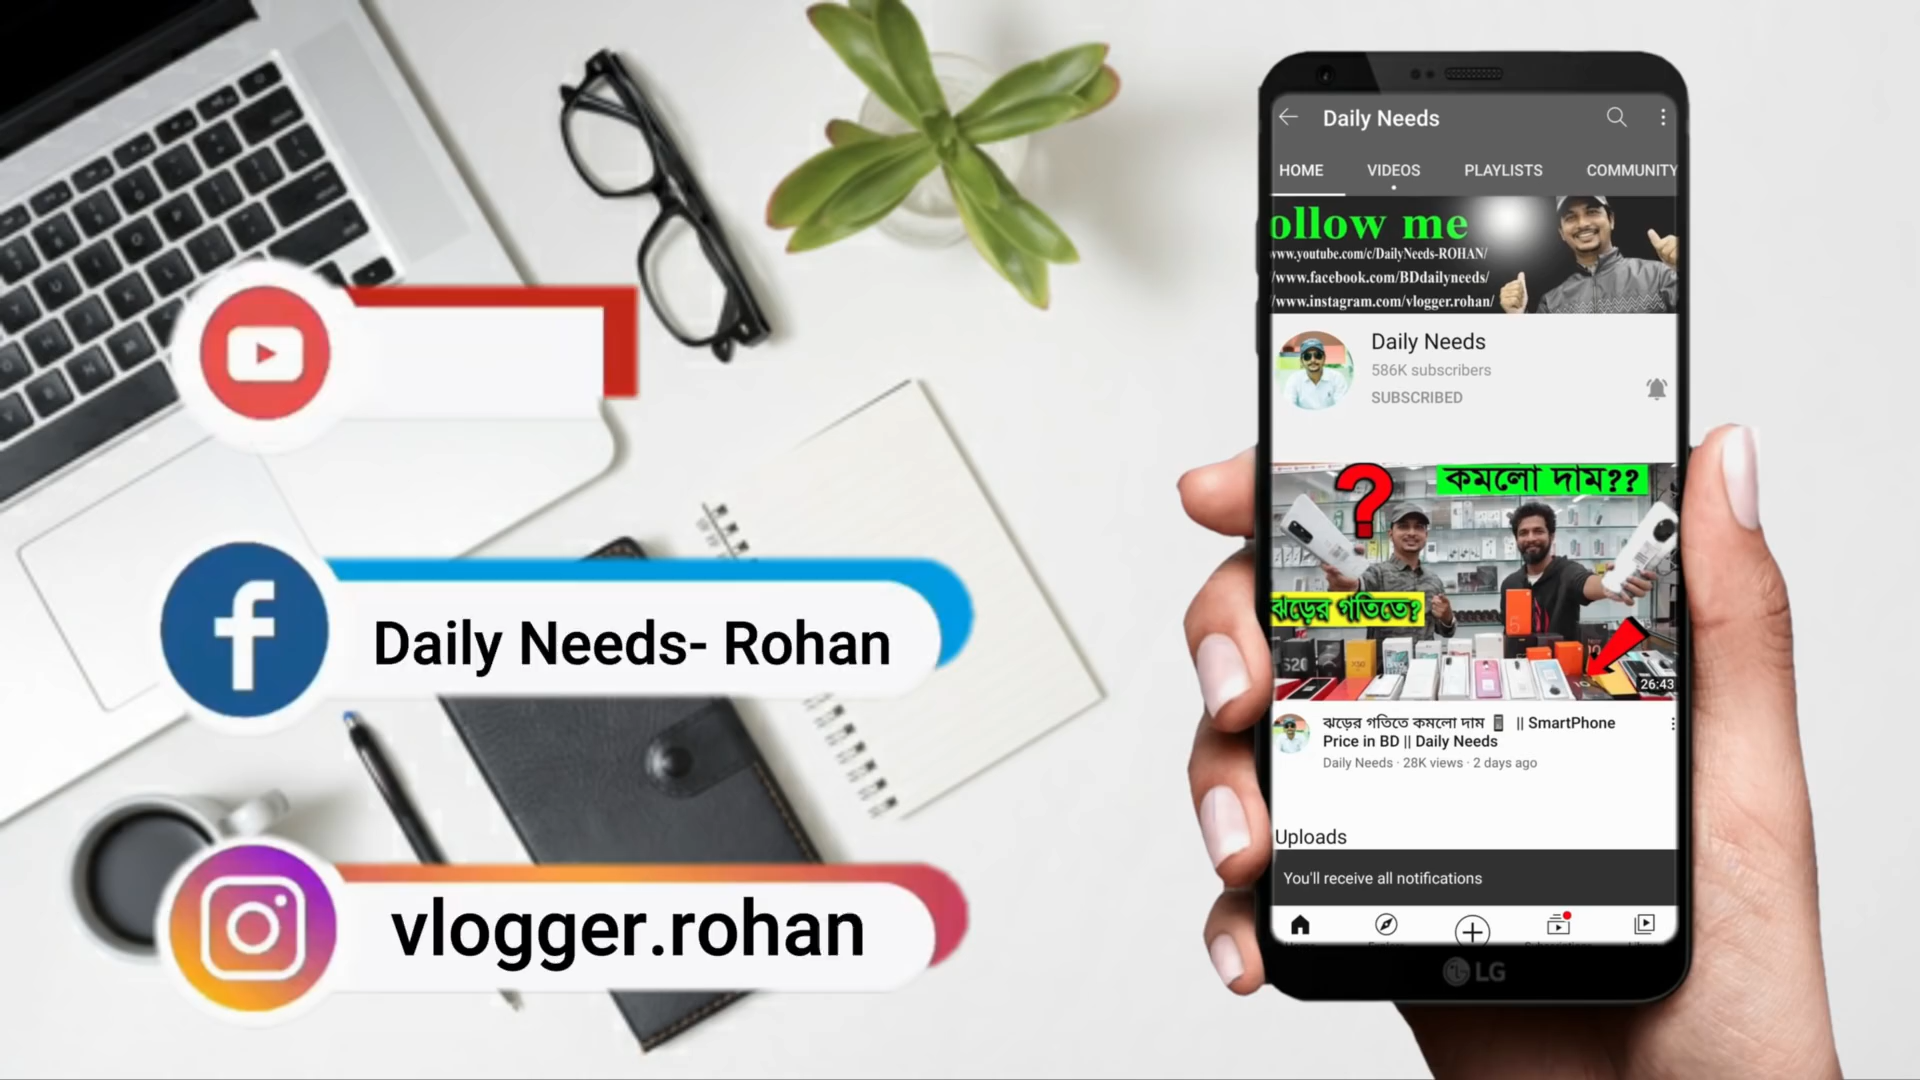 Daily Needs- Rohan
vlogger.rohan
Daily Needs
HOME VIDEOS PLAYLISTS COMMUNITY
ollow me
www.youtube.com/c/DailyNeeds-ROHAN/
/www.facebook.com/BDdailyneeds/
/www.instagram.com/vlogger.rohan/
Daily Needs
586K subscribers
SUBSCRIBED
?
কমলো দাম??
ঝড়ের গতিতে?
S20
26:43
ঝড়ের গতিতে কমলো দাম 📱 || SmartPhone
Price in BD || Daily Needs
Daily Needs · 28K views · 2 days ago
Uploads
You'll receive all notifications
LG